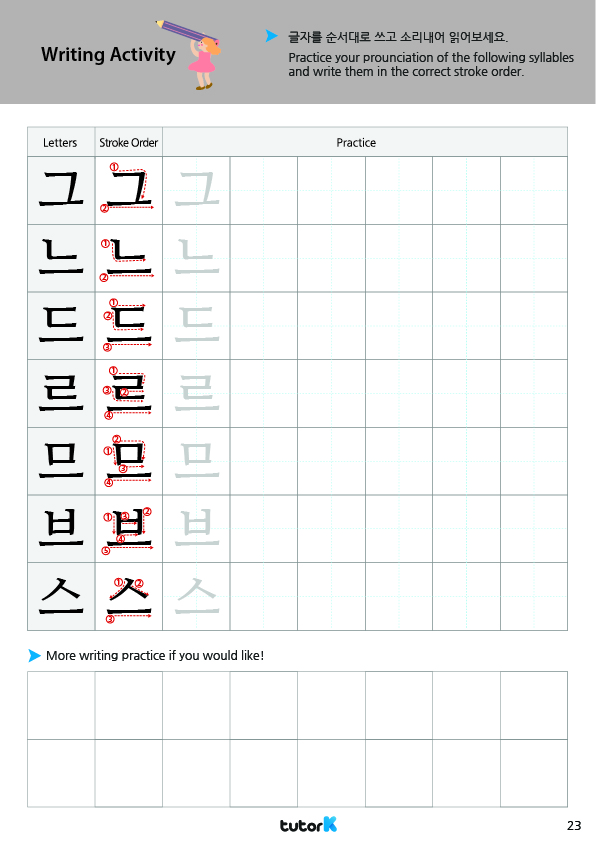 Writing Activity
글자를 순서대로 쓰고 소리내어 읽어보세요.
Practice your prounciation of the following syllables
and write them in the correct stroke order.
Letters Stroke Order Practice
그 ① ② 그 그
느 ① ② 느 느
드 ① ② ③ 드 드
르 ① ② ③ ④ 르 르
므 ① ② ③ ④ 므 므
브 ① ② ③ ④ ⑤ 브 브
스 ① ② ③ 스 스
More writing practice if you would like!
tutorK
23